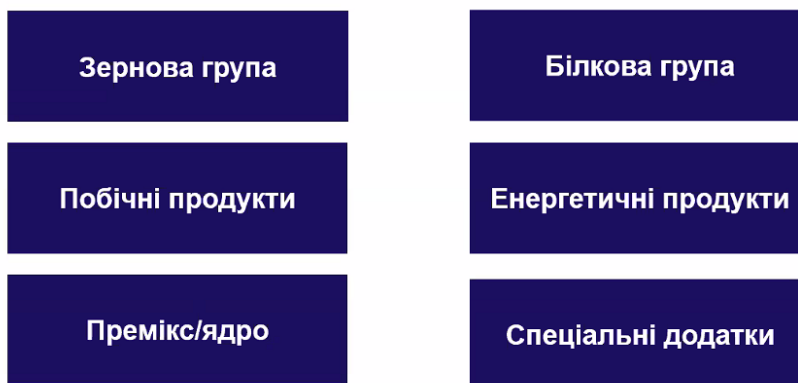 Зернова група
Білкова група
Побічні продукти
Енергетичні продукти
Премікс/ядро
Спеціальні додатки